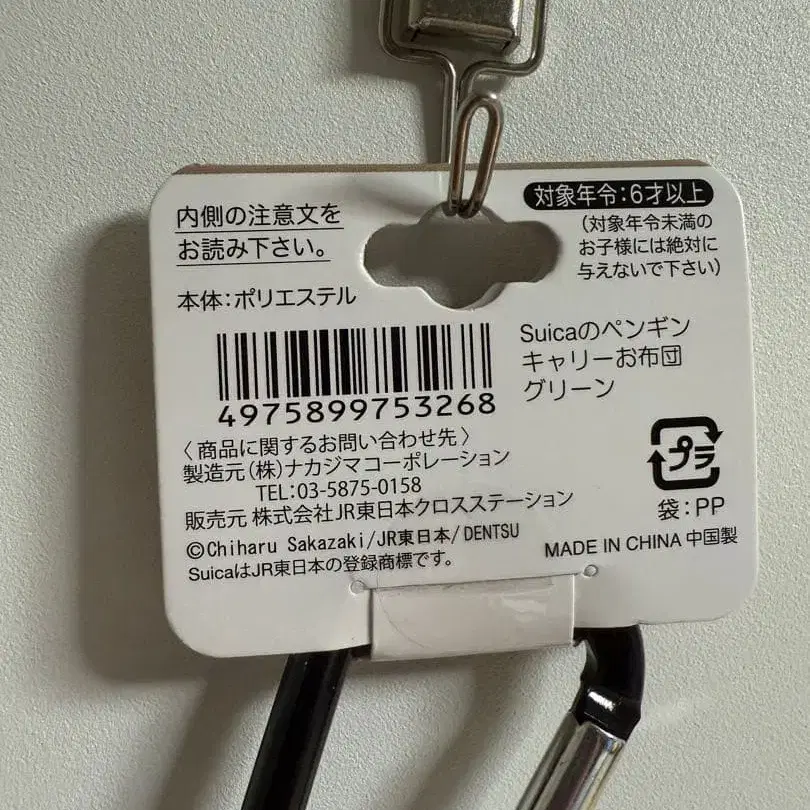 内側の注意文を
お読み下さい。
対象年令：6才以上
（対象年令未満の
お子様には絶対に
与えないで下さい）
本体：ポリエステル
4975899753268
Suicaのペンギン
キャリーお布団
グリーン
〈商品に関するお問い合わせ先〉
製造元（株）ナカジマコーポレーション
TEL：03-5875-0158
販売元 株式会社JR東日本クロスステーション
©Chiharu Sakazaki/JR東日本/DENTSU
SuicaはJR東日本の登録商標です。
プラ
袋：PP
MADE IN CHINA 中国製